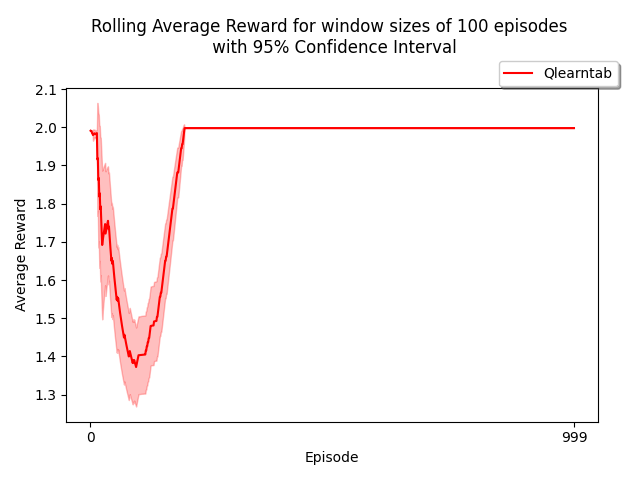 Rolling Average Reward for window sizes of 100 episodes
with 95% Confidence Interval
Qlearntab
2.1
2.0
1.9
1.8
1.7
1.6
1.5
1.4
1.3
Average Reward
0
999
Episode